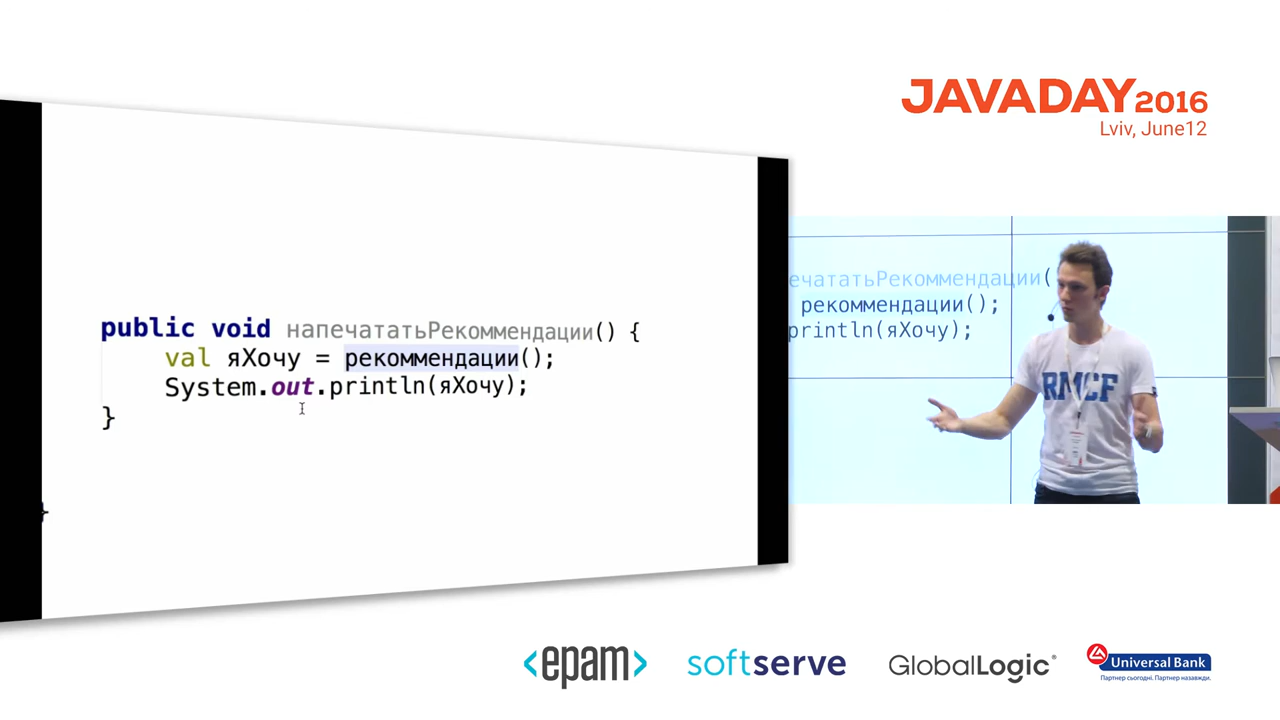 JAVADAY2016
Lviv, June12
public void напечататьРекоммендации() {
val яХочу = рекоммендации();
System.out.println(яХочу);
}
}
ечататьРекоммендации(
рекоммендации();
println(яХочу);
RMCF
<epam>
softserve
GlobalLogic®
Universal Bank
Партнер сьогодні. Партнер назавжди.